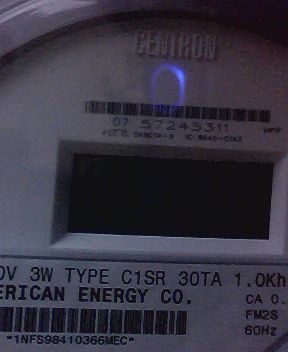 CENTRON
07 57245311
0V 3W TYPE C1SR 30TA 1.0Kh
ERICAN ENERGY CO.
CA 0.
FM2S
60Hz
*1NFS98410366MEC*